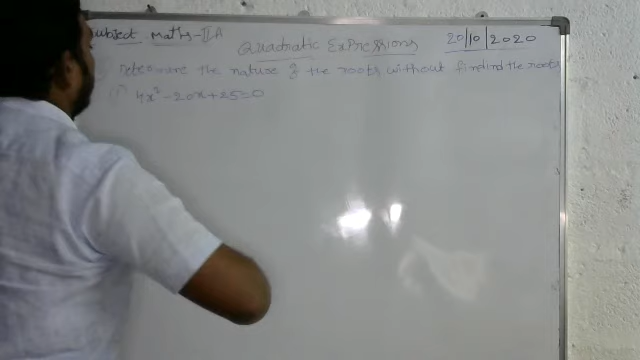 Subject Maths-IIA
Quadratic Expressions
20/10/2020
Determine the nature of the roots without findind the roots
(i) 4x² - 20x + 25 = 0